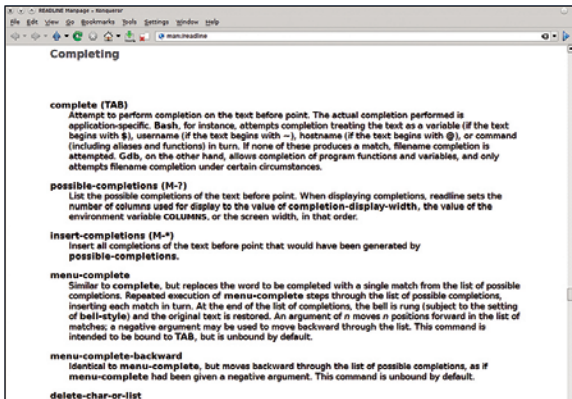 READLINE Manpage - Konqueror
File Edit View Go Bookmarks Tools Settings Window Help
man:readline
Completing
complete (TAB)
Attempt to perform completion on the text before point. The actual completion performed is
application-specific. Bash, for instance, attempts completion treating the text as a variable (if the text
begins with $), username (if the text begins with ~), hostname (if the text begins with @), or command
(including aliases and functions) in turn. If none of these produces a match, filename completion is
attempted. Gdb, on the other hand, allows completion of program functions and variables, and only
attempts filename completion under certain circumstances.
possible-completions (M-?)
List the possible completions of the text before point. When displaying completions, readline sets the
number of columns used for display to the value of completion-display-width, the value of the
environment variable COLUMNS, or the screen width, in that order.
insert-completions (M-*)
Insert all completions of the text before point that would have been generated by
possible-completions.
menu-complete
Similar to complete, but replaces the word to be completed with a single match from the list of possible
completions. Repeated execution of menu-complete steps through the list of possible completions,
inserting each match in turn. At the end of the list of completions, the bell is rung (subject to the setting
of bell-style) and the original text is restored. An argument of n moves n positions forward in the list of
matches; a negative argument may be used to move backward through the list. This command is
intended to be bound to TAB, but is unbound by default.
menu-complete-backward
Identical to menu-complete, but moves backward through the list of possible completions, as if
menu-complete had been given a negative argument. This command is unbound by default.
delete-char-or-list